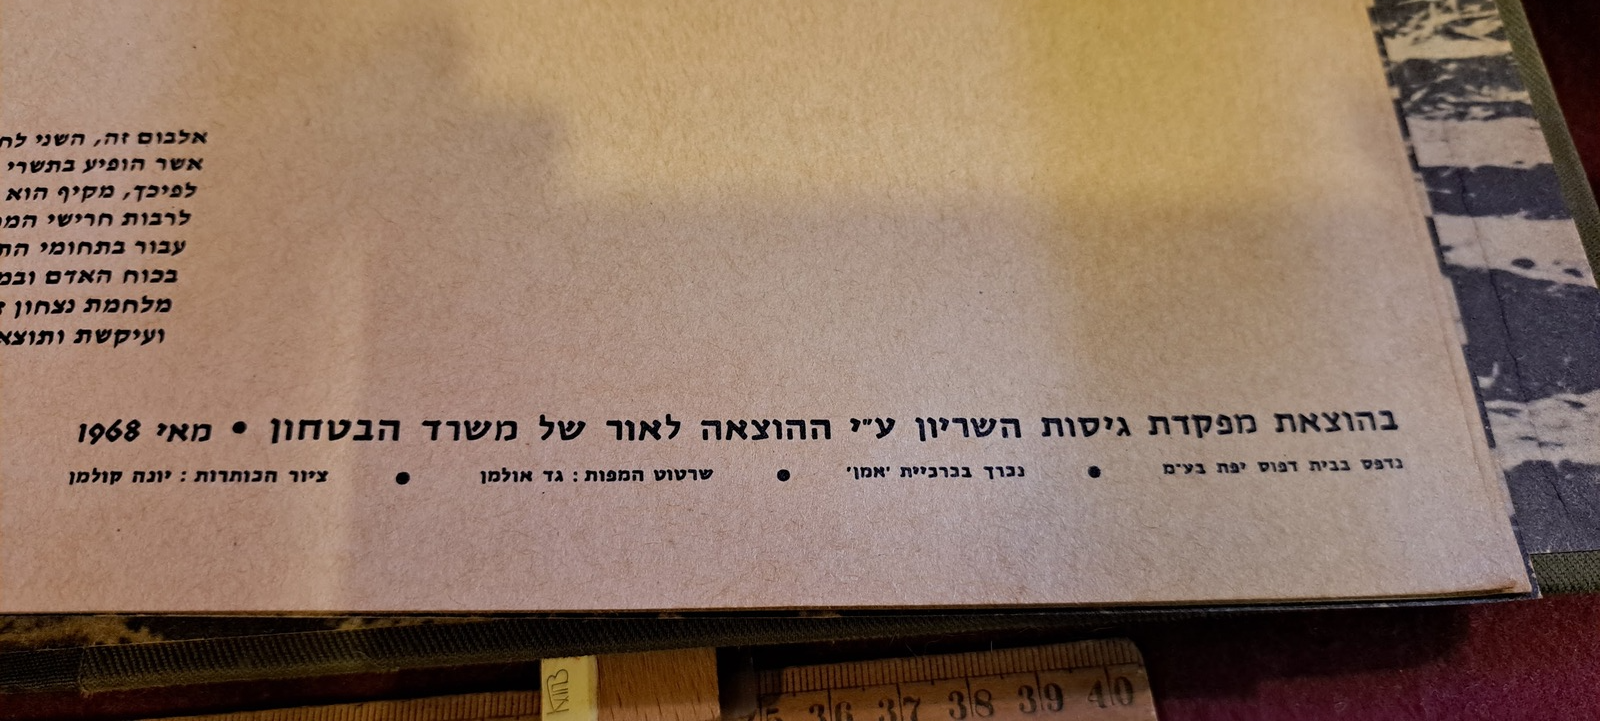 אלבום זה, השני
אשר הופיע בתשרי
לפיכך, מקיף הוא
לרבות חרישי
עבור בתחומי
בכוח האדם
מלחמת נצחון
ועיקשת
בהוצאת מפקדת גיסות השריון ע״י ההוצאה לאור של משרד הבטחון • מאי 1968
נדפס בבית דפוס יפת בע״מ • נכרך בכרכיית ׳אמן׳ • שרטוט המפות : גד אולמן • ציור הכותרות : יונה קולמן
36 37 38 39 40